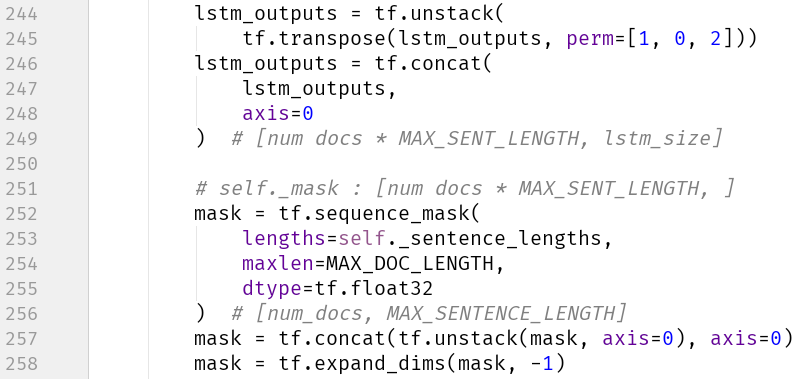 244 lstm_outputs = tf.unstack(
245 tf.transpose(lstm_outputs, perm=[1, 0, 2]))
246 lstm_outputs = tf.concat(
247 lstm_outputs,
248 axis=0
249 ) # [num docs * MAX_SENT_LENGTH, lstm_size]
250
251 # self._mask : [num docs * MAX_SENT_LENGTH, ]
252 mask = tf.sequence_mask(
253 lengths=self._sentence_lengths,
254 maxlen=MAX_DOC_LENGTH,
255 dtype=tf.float32
256 ) # [num_docs, MAX_SENTENCE_LENGTH]
257 mask = tf.concat(tf.unstack(mask, axis=0), axis=0)
258 mask = tf.expand_dims(mask, -1)